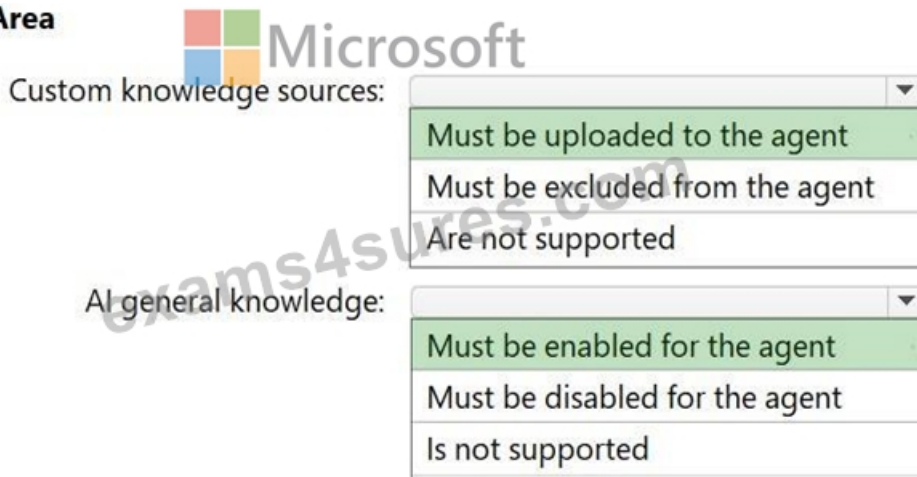 Area
Microsoft
Custom knowledge sources:
Must be uploaded to the agent
Must be excluded from the agent
Are not supported
exams4sures.com
AI general knowledge:
Must be enabled for the agent
Must be disabled for the agent
Is not supported